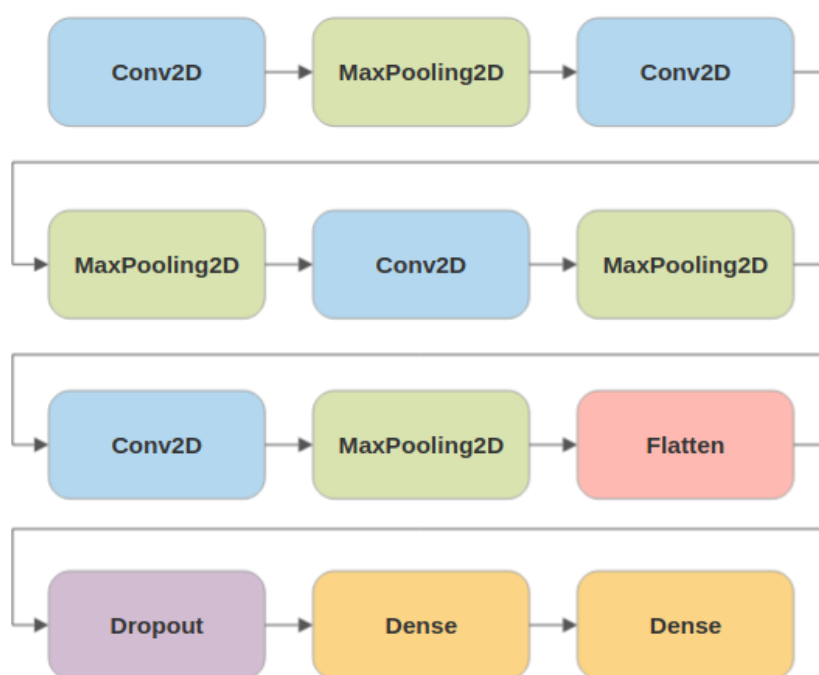 Conv2D
MaxPooling2D
Conv2D
MaxPooling2D
Conv2D
MaxPooling2D
Conv2D
MaxPooling2D
Flatten
Dropout
Dense
Dense